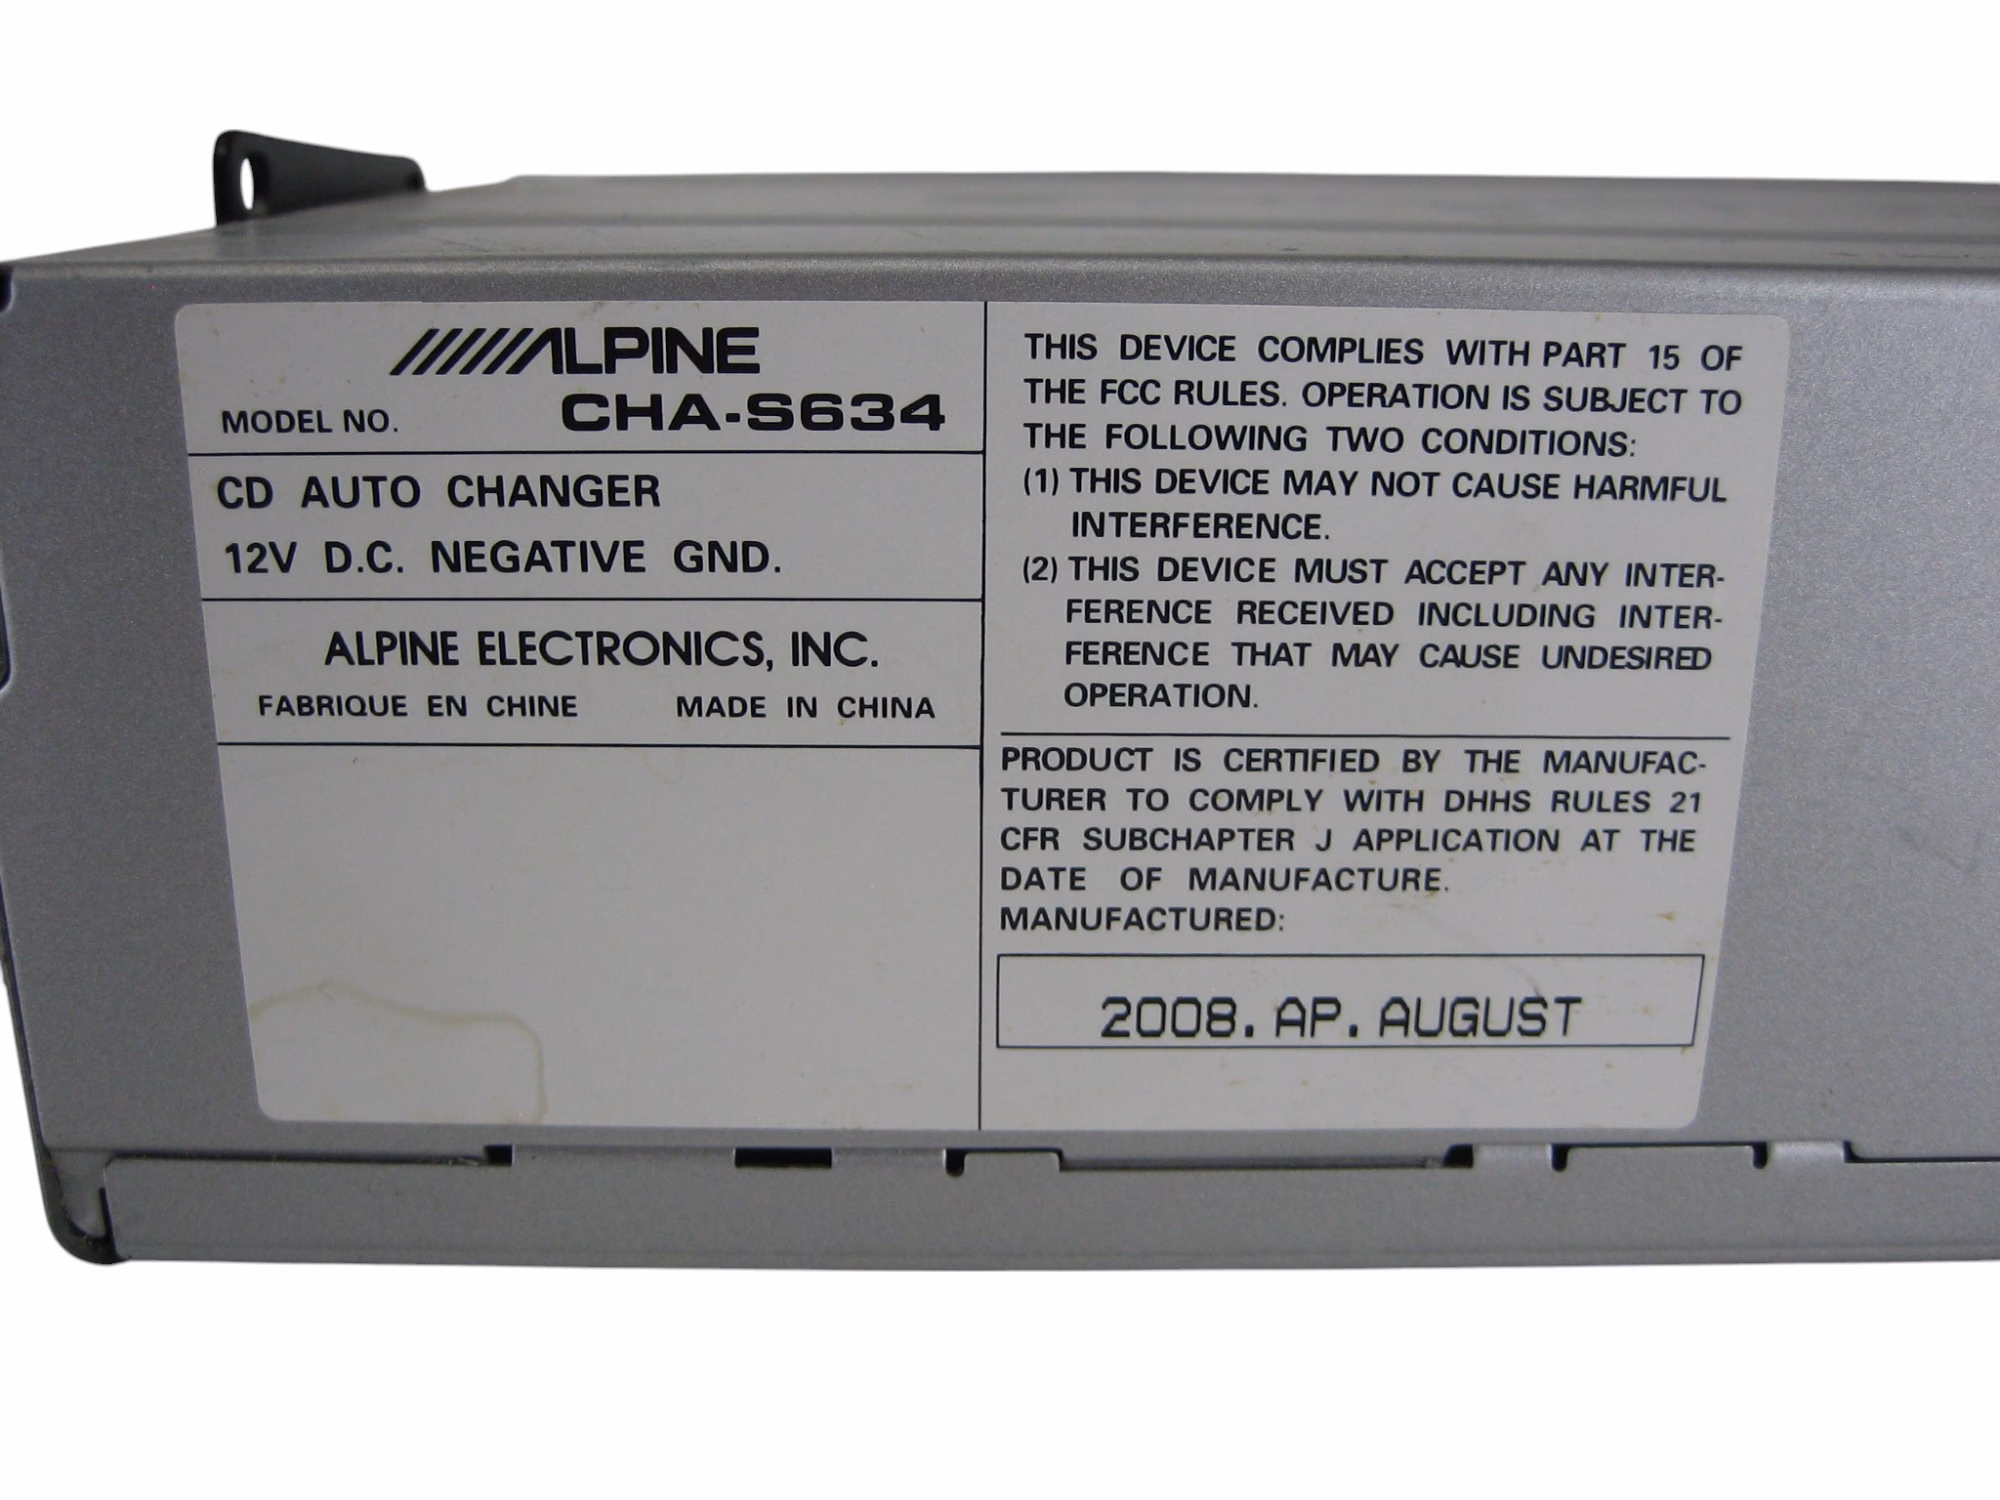 ALPINE
MODEL NO. CHA-S634
CD AUTO CHANGER
12V D.C. NEGATIVE GND.
ALPINE ELECTRONICS, INC.
FABRIQUE EN CHINE MADE IN CHINA
THIS DEVICE COMPLIES WITH PART 15 OF
THE FCC RULES. OPERATION IS SUBJECT TO
THE FOLLOWING TWO CONDITIONS:
(1) THIS DEVICE MAY NOT CAUSE HARMFUL
INTERFERENCE.
(2) THIS DEVICE MUST ACCEPT ANY INTER-
FERENCE RECEIVED INCLUDING INTER-
FERENCE THAT MAY CAUSE UNDESIRED
OPERATION.
PRODUCT IS CERTIFIED BY THE MANUFAC-
TURER TO COMPLY WITH DHHS RULES 21
CFR SUBCHAPTER J APPLICATION AT THE
DATE OF MANUFACTURE.
MANUFACTURED:
2008. AP. AUGUST